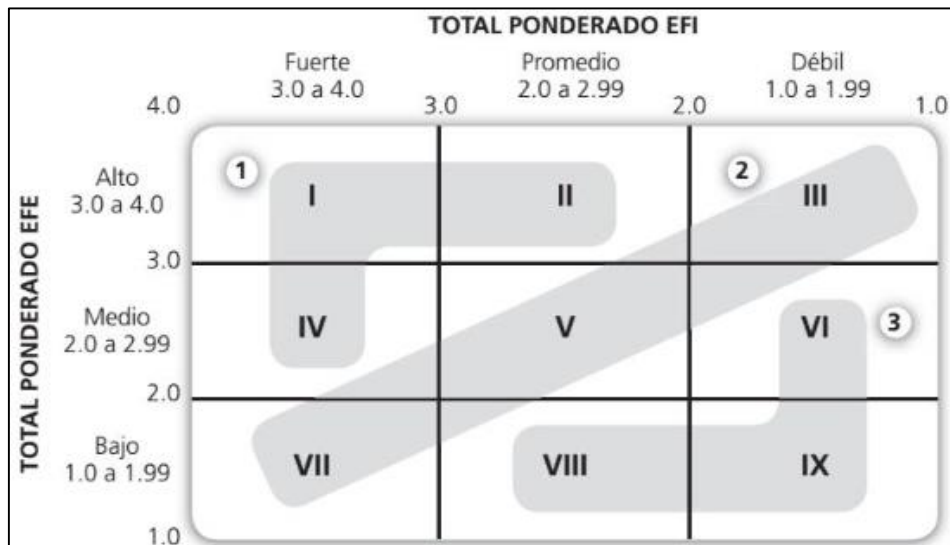 TOTAL PONDERADO EFI
Fuerte
3.0 a 4.0
Promedio
2.0 a 2.99
Débil
1.0 a 1.99
4.0 3.0 2.0 1.0
TOTAL PONDERADO EFE
Alto
3.0 a 4.0
1 I II 2 III
3.0
Medio
2.0 a 2.99
IV V VI 3
2.0
Bajo
1.0 a 1.99
VII VIII IX
1.0